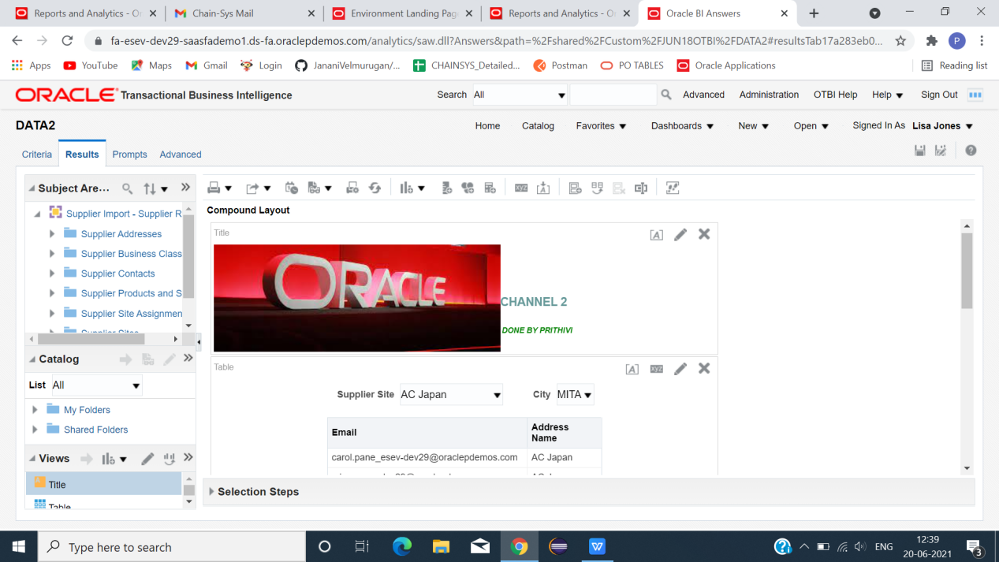 Reports and Analytics - O
Chain-Sys Mail
Environment Landing Pag
Reports and Analytics - O
Oracle BI Answers
fa-esev-dev29-saasfademo1.ds-fa.oraclepdemos.com/analytics/saw.dll?Answers&path=%2Fshared%2FCustom%2FJUN18OTBI%2FDATA2#resultsTab17a283eb0...
P
Apps
YouTube
Maps
Gmail
Login
JananiVelmurugan/...
CHAINSYS_Detailed...
Postman
PO TABLES
Oracle Applications
Reading list
ORACLE Transactional Business Intelligence
Search All
Advanced
Administration
OTBI Help
Help
Sign Out
DATA2
Home
Catalog
Favorites
Dashboards
New
Open
Signed In As Lisa Jones
Criteria
Results
Prompts
Advanced
Subject Are...
Supplier Import - Supplier R
Supplier Addresses
Supplier Business Class
Supplier Contacts
Supplier Products and S
Supplier Site Assignmen
Catalog
List All
My Folders
Shared Folders
Views
Title
Table
Compound Layout
Title
ORACLE
CHANNEL 2
DONE BY PRITHIVI
Table
xyz
Supplier Site AC Japan
City MITA
Email
Address Name
carol.pane_esev-dev29@oraclepdemos.com
AC Japan
Selection Steps
Type here to search
ENG
12:39
20-06-2021
3